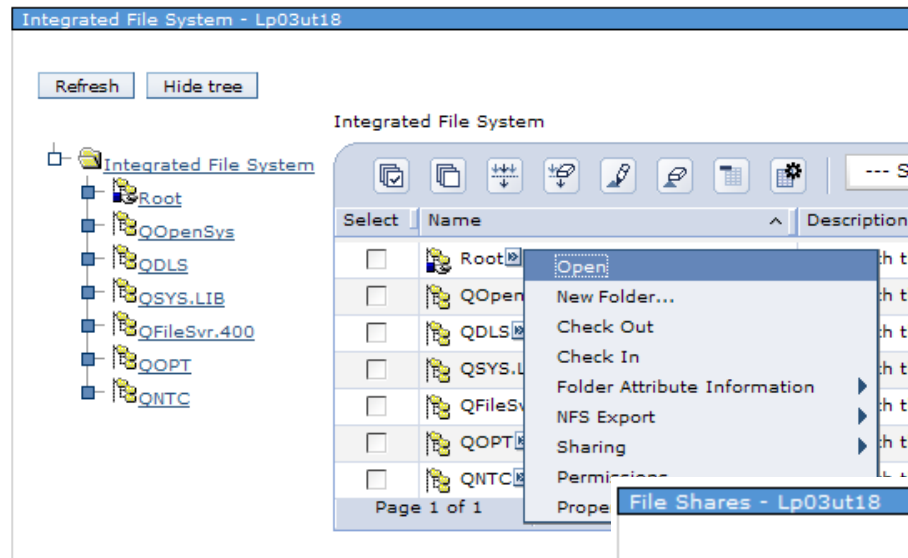 Integrated File System - Lp03ut18
Refresh Hide tree
Integrated File System
Integrated File System
Root
QOpenSys
QDLS
QSYS.LIB
QFileSvr.400
QOPT
QNTC
--- S
Select Name Description
Root
QOpen
QDLS
QSYS.L
QFileSv
QOPT
QNTC
Page 1 of 1
Open
New Folder...
Check Out
Check In
Folder Attribute Information
NFS Export
Sharing
Permissions
Prope
h t
h t
h t
h t
h t
h t
File Shares - Lp03ut18